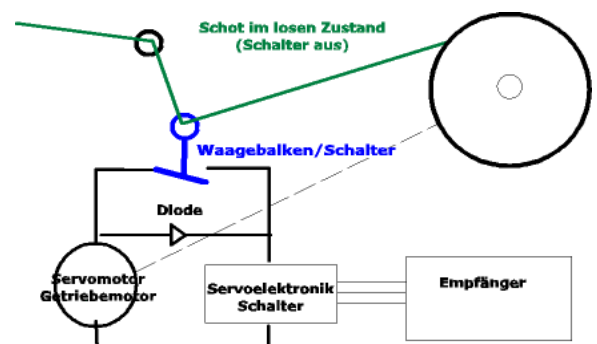 Schot im losen Zustand
(Schalter aus)
Waagebalken/Schalter
Diode
Servomotor
Getriebemotor
Servoelektronik
Schalter
Empfänger